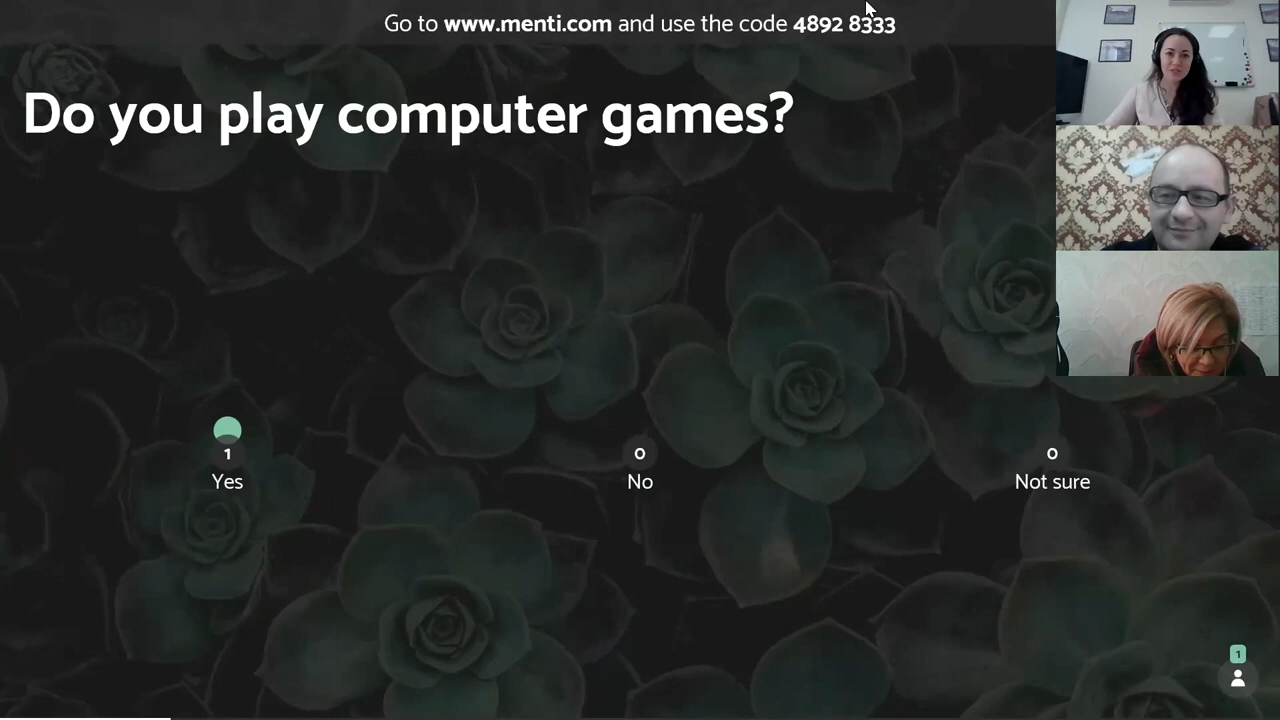 Go to www.menti.com and use the code 4892 8333
Do you play computer games?
1
Yes
0
No
0
Not sure
1